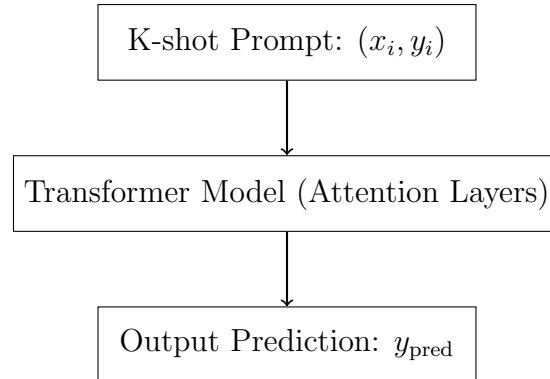 K-shot Prompt: (x_i, y_i)
Transformer Model (Attention Layers)
Output Prediction: y_pred